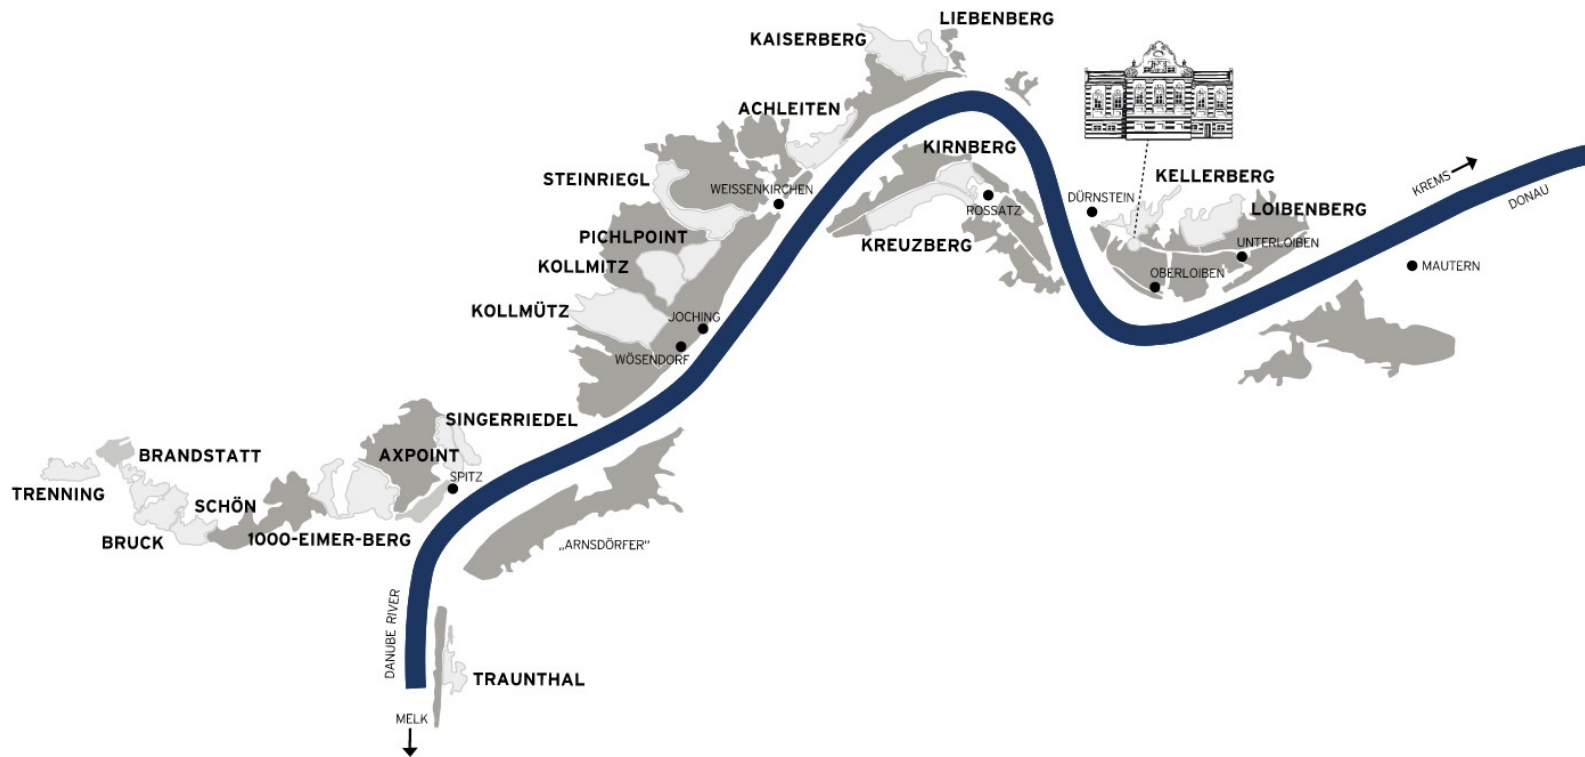 LIEBENBERG
KAISERBERG
ACHLEITEN
KIRNBERG
STEINRIEGL
WEISSENKIRCHEN
KELLERBERG
KREMS
DÜRNSTEIN
ROSSATZ
LOIBENBERG
DONAU
PICHLPOINT
KREUZBERG
UNTERLOIBEN
KOLLMITZ
OBERLOIBEN
MAUTERN
KOLLMÜTZ
JOCHING
WÖSENDORF
SINGERRIEDEL
BRANDSTATT
AXPOINT
SPITZ
TRENNING
SCHÖN
BRUCK
1000-EIMER-BERG
„ARNSDÖRFER“
DANUBE RIVER
TRAUNTHAL
MELK